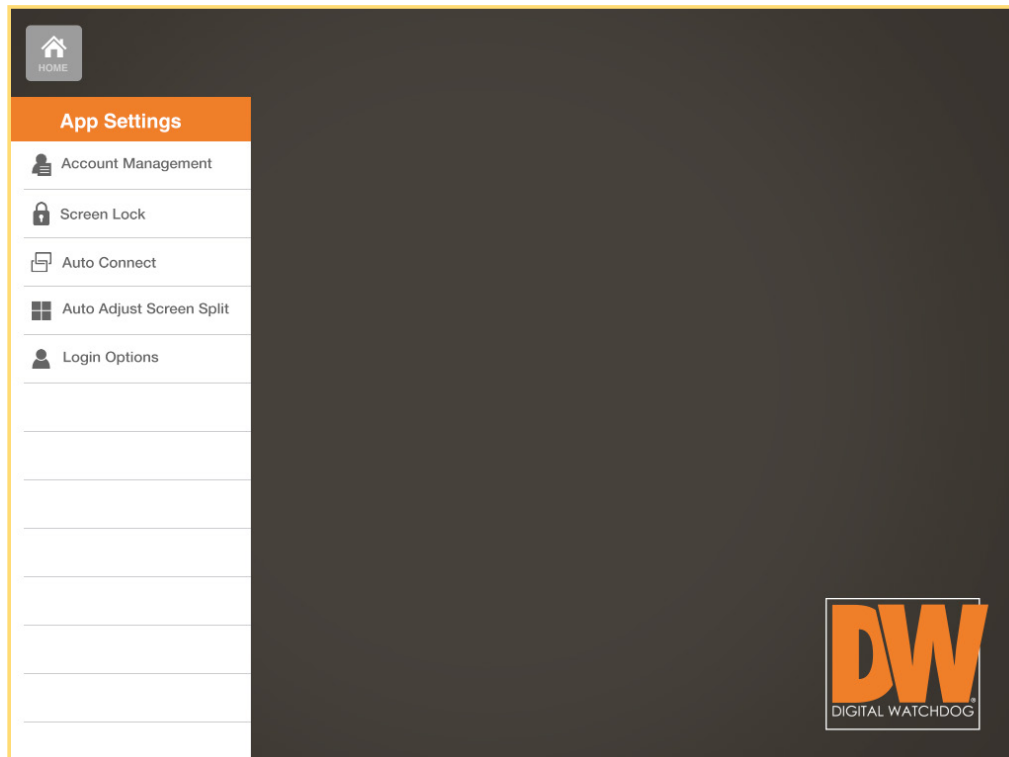 HOME
App Settings
Account Management
Screen Lock
Auto Connect
Auto Adjust Screen Split
Login Options
DW
DIGITAL WATCHDOG®